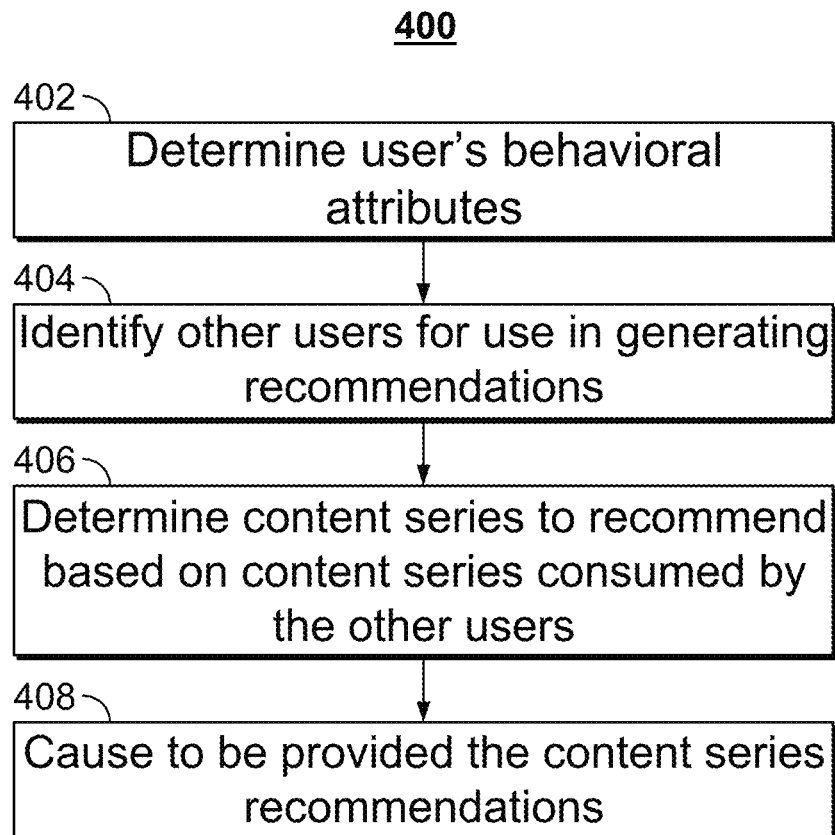 400
402
Determine user's behavioral
attributes
404
Identify other users for use in generating
recommendations
406
Determine content series to recommend
based on content series consumed by
the other users
408
Cause to be provided the content series
recommendations